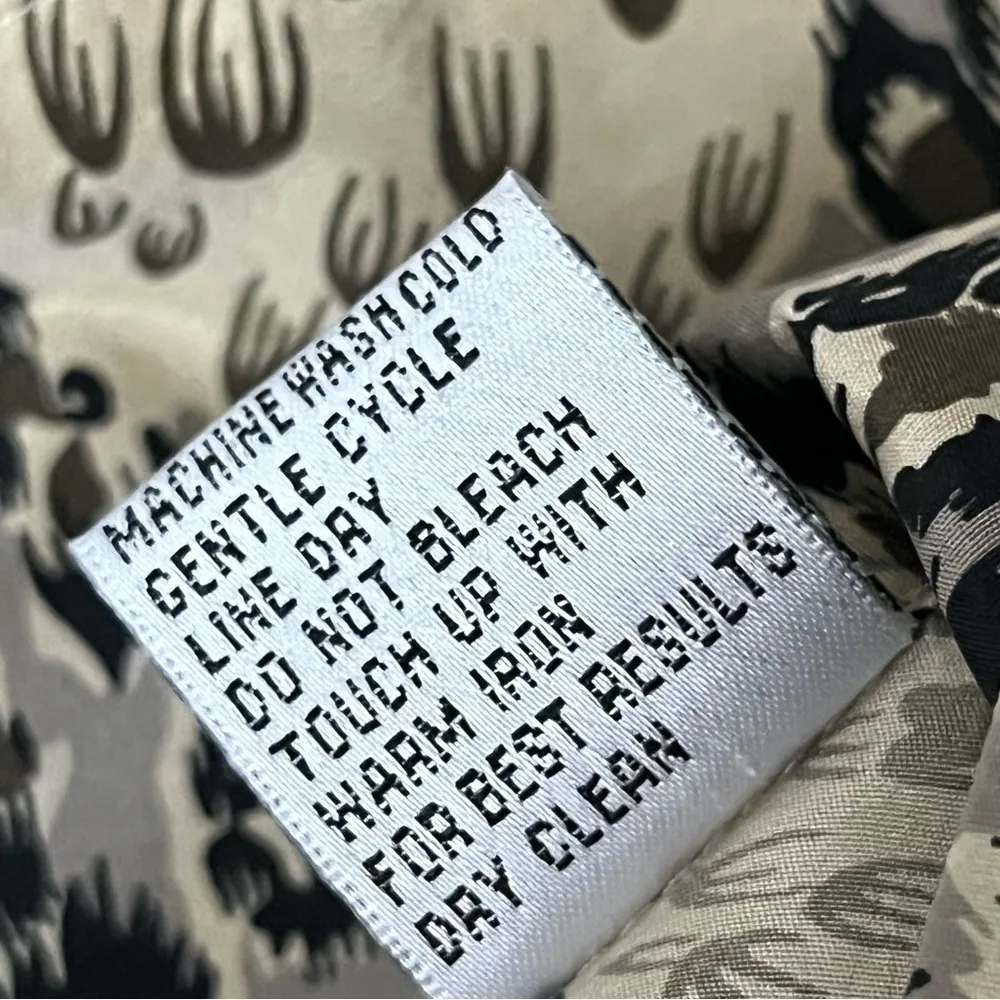 MACHINE WASH COLD
GENTLE CYCLE
LINE DRY
DO NOT BLEACH
TOUCH UP WITH
WARM IRON
FOR BEST RESULTS
DRY CLEAN